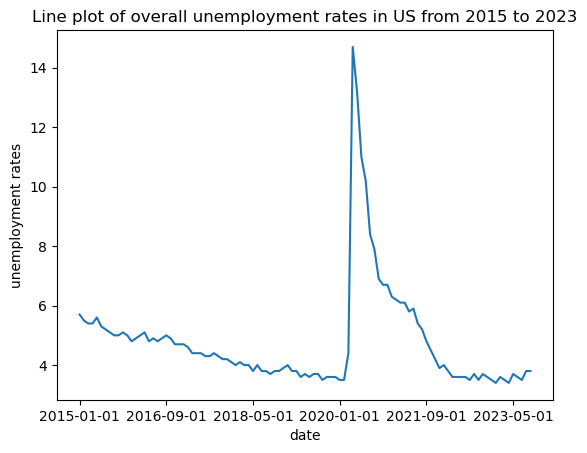 Line plot of overall unemployment rates in US from 2015 to 2023
unemployment rates
14
12
10
8
6
4
2015-01-01 2016-09-01 2018-05-01 2020-01-01 2021-09-01 2023-05-01
date